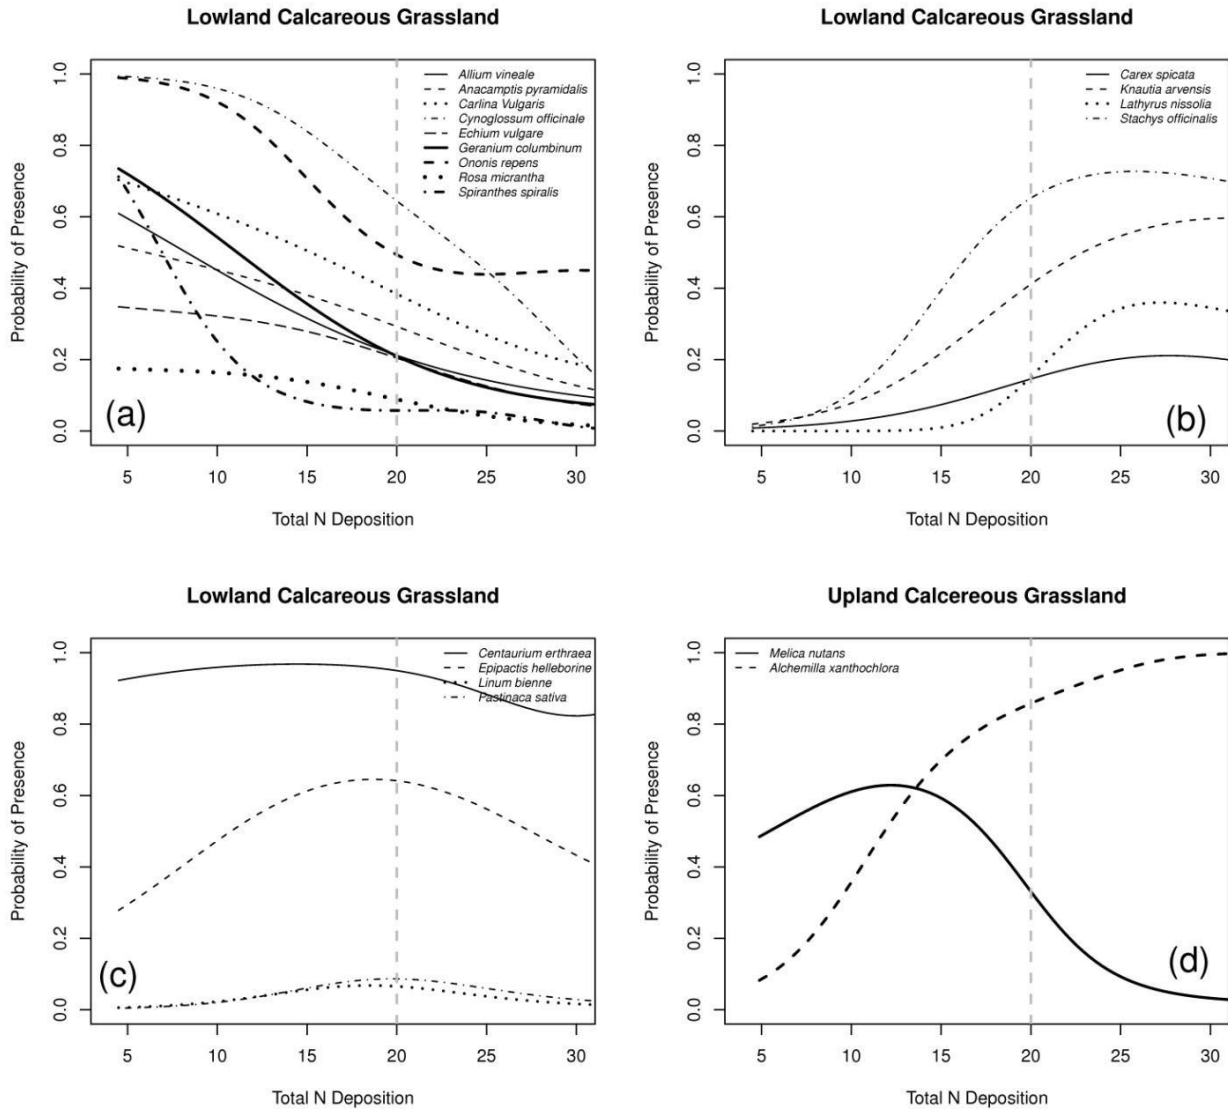 Lowland Calcareous Grassland
Probability of Presence
1.0
0.8
0.6
0.4
0.2
0.0
Allium vineale
Anacamptis pyramidalis
Carlina Vulgaris
Cynoglossum officinale
Echium vulgare
Geranium columbinum
Ononis repens
Rosa micrantha
Spiranthes spiralis
(a)
5 10 15 20 25 30
Total N Deposition
Lowland Calcareous Grassland
Probability of Presence
1.0
0.8
0.6
0.4
0.2
0.0
Carex spicata
Knautia arvensis
Lathyrus nissolia
Stachys officinalis
(b)
5 10 15 20 25 30
Total N Deposition
Lowland Calcareous Grassland
Probability of Presence
1.0
0.8
0.6
0.4
0.2
0.0
Centaurium erthraea
Epipactis helleborine
Linum bienne
Pastinaca sativa
(c)
5 10 15 20 25 30
Total N Deposition
Upland Calcereous Grassland
Probability of Presence
1.0
0.8
0.6
0.4
0.2
0.0
Melica nutans
Alchemilla xanthochlora
(d)
5 10 15 20 25 30
Total N Deposition